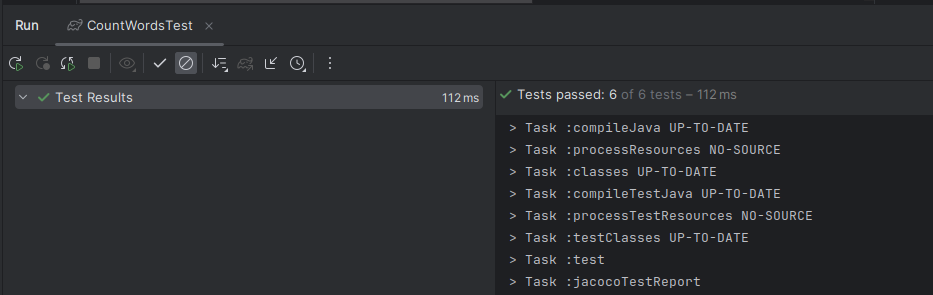 Run CountWordsTest
Test Results 112 ms
Tests passed: 6 of 6 tests – 112 ms
> Task :compileJava UP-TO-DATE
> Task :processResources NO-SOURCE
> Task :classes UP-TO-DATE
> Task :compileTestJava UP-TO-DATE
> Task :processTestResources NO-SOURCE
> Task :testClasses UP-TO-DATE
> Task :test
> Task :jacocoTestReport